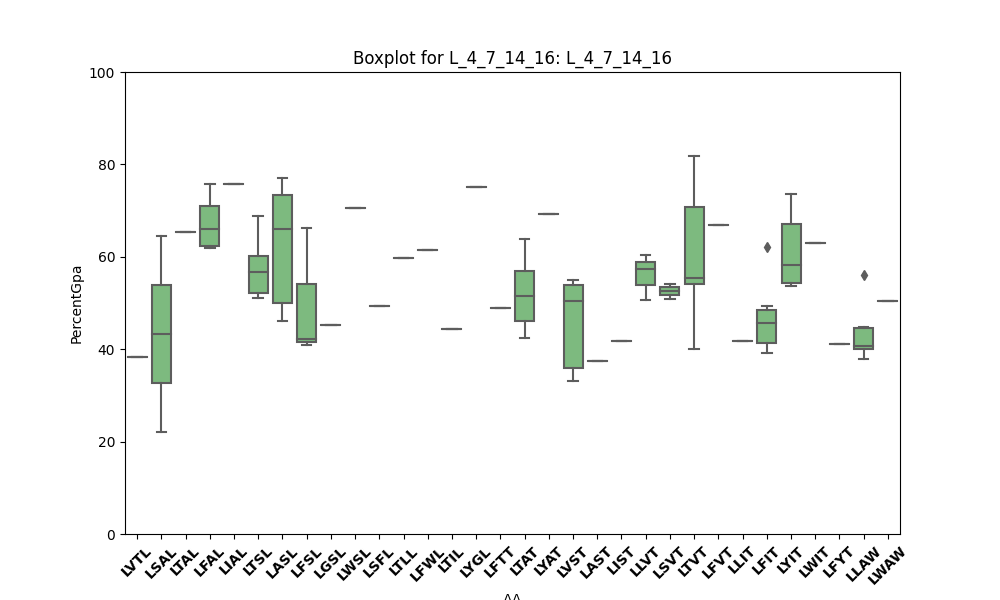 Boxplot for L_4_7_14_16: L_4_7_14_16
PercentGpa
100
80
60
40
20
0
LVTL
LSAL
LTAL
LFAL
LIAL
LTSL
LASL
LFSL
LGSL
LWSL
LSFL
LTLL
LFWL
LTIL
LYGL
LFTT
LTAT
LYAT
LVST
LAST
LIST
LLVT
LSVT
LTVT
LFVT
LLIT
LFIT
LYIT
LWIT
LFYT
LLAW
LWAW
AA